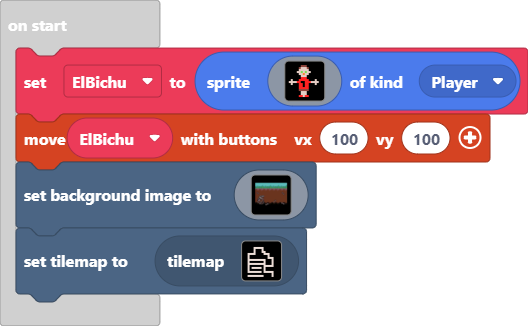 on start
set ElBichu to sprite of kind Player
move ElBichu with buttons vx 100 vy 100
set background image to
set tilemap to tilemap